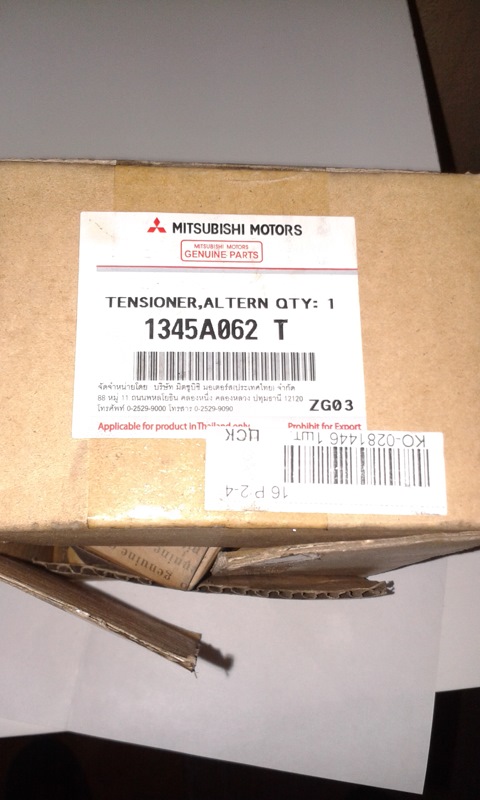 MITSUBISHI MOTORS
MITSUBISHI MOTORS
GENUINE PARTS
TENSIONER,ALTERN QTY: 1
1345A062 T
จัดจำหน่ายโดย บริษัท มิตซูบิชิ มอเตอร์ส(ประเทศไทย) จำกัด
88 หมู่ 11 ถนนพหลโยธิน คลองหนึ่ง คลองหลวง ปทุมธานี 12120
โทรศัพท์ 0-2529-9000 โทรสาร 0-2529-9090
ZG03
Applicable for product in Thailand only
Prohibit for Export
КО-0281446 1шт
ЦСК
16 Р 2-4
genuine